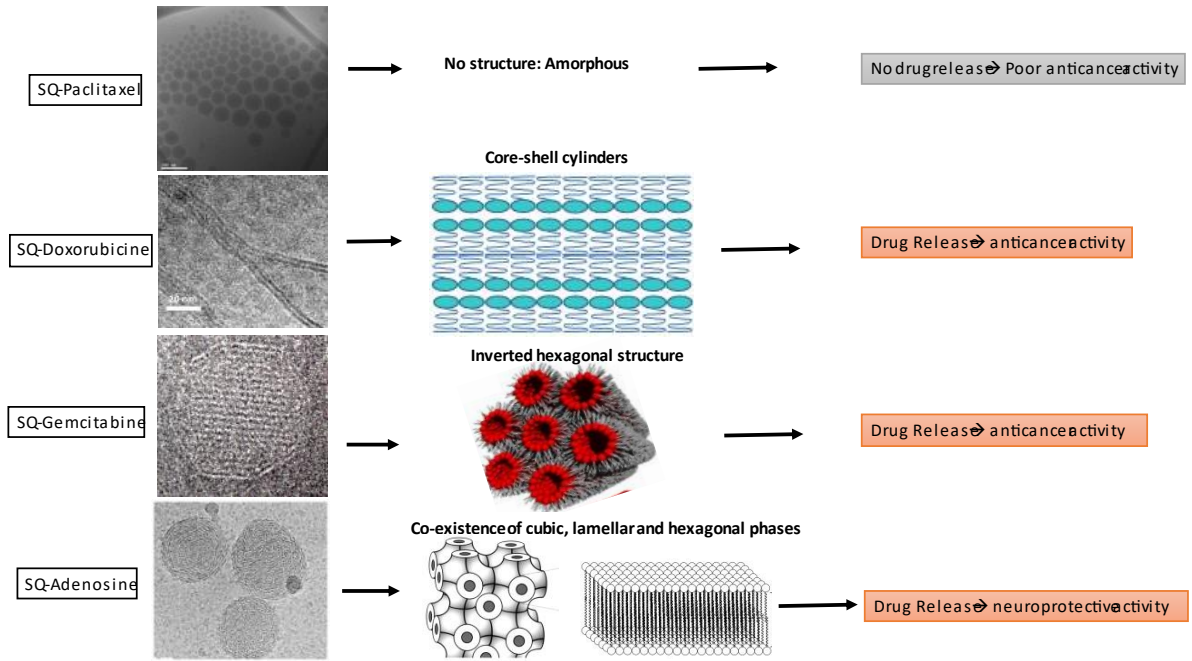 No structure: Amorphous
SQ-Paclitaxel
No drug release→ Poor anticancer activity
Core-shell cylinders
SQ-Doxorubicine
Drug Release→ anticancer activity
20 nm
Inverted hexagonal structure
SQ-Gemcitabine
Drug Release→ anticancer activity
Co-existence of cubic, lamellar and hexagonal phases
SQ-Adenosine
Drug Release→ neuroprotective activity